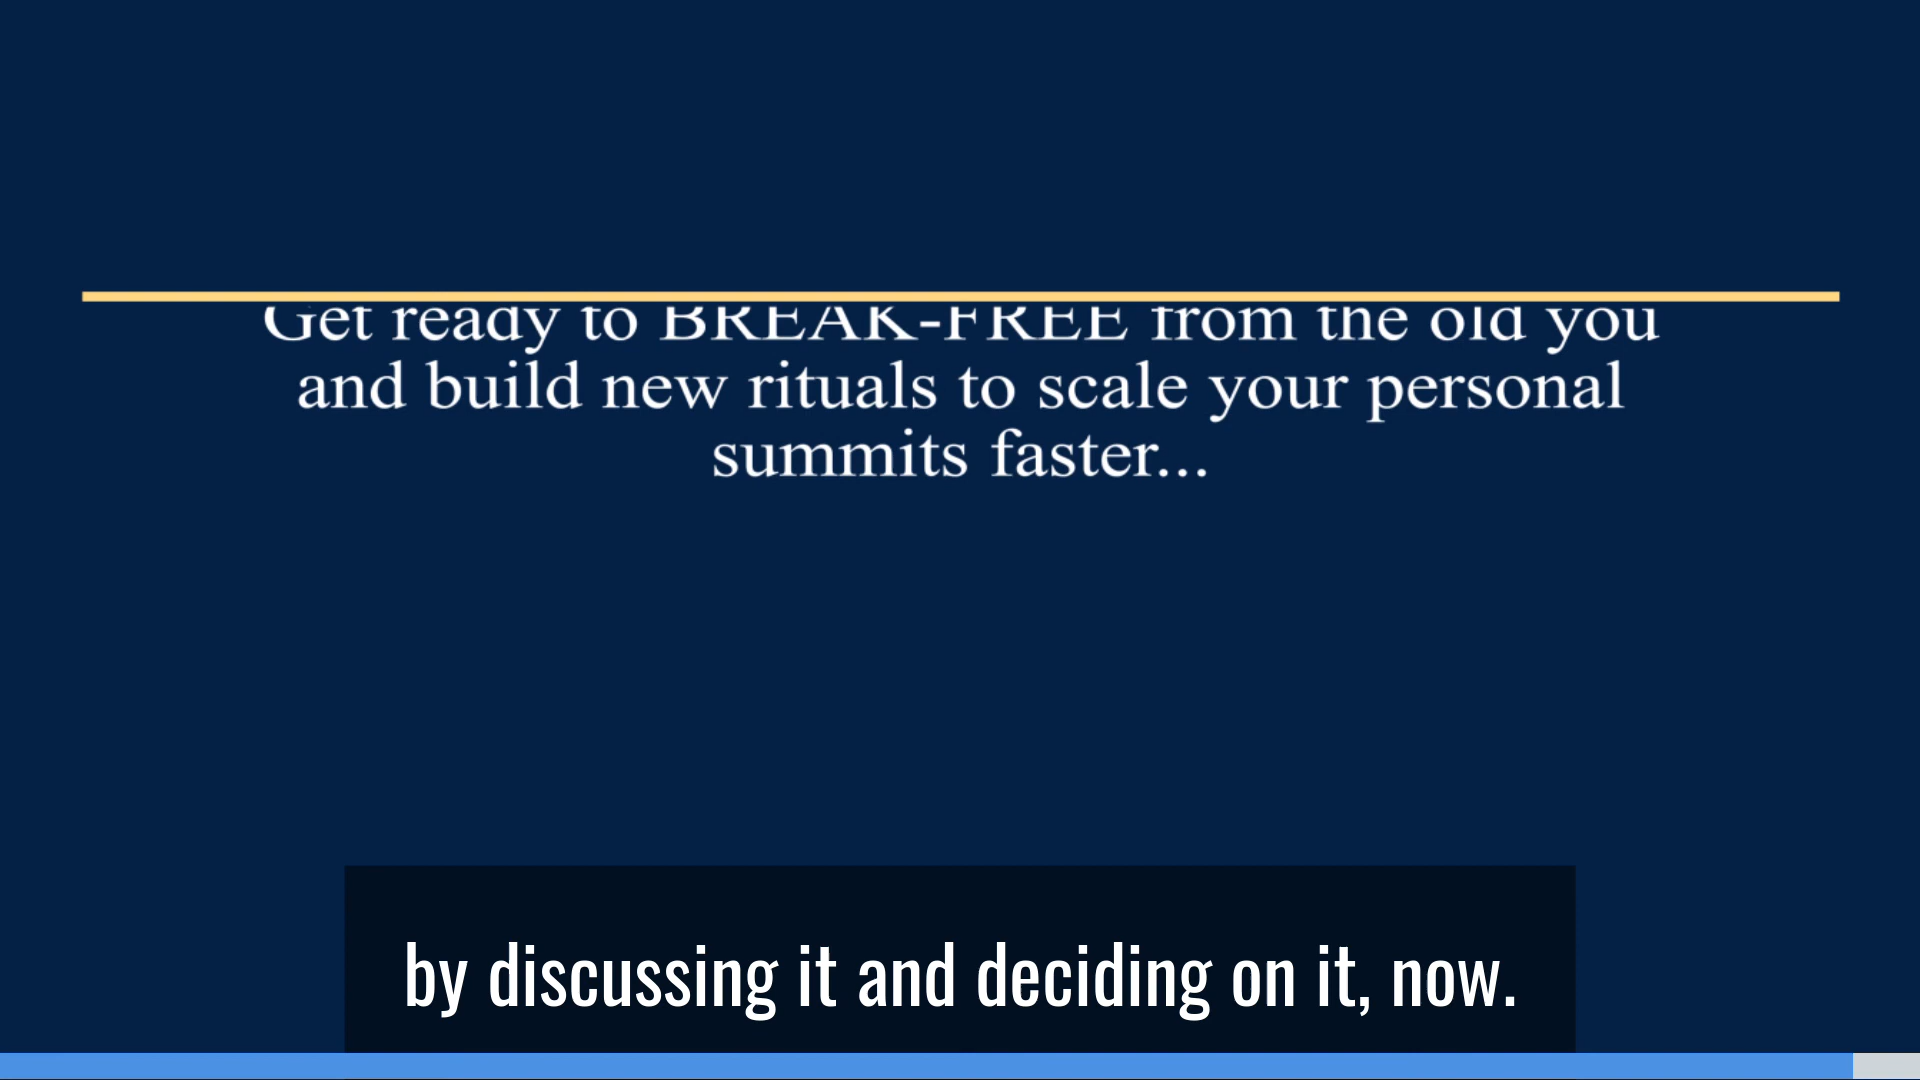 Get ready to BREAK-FREE from the old you
and build new rituals to scale your personal
summits faster...
by discussing it and deciding on it, now.